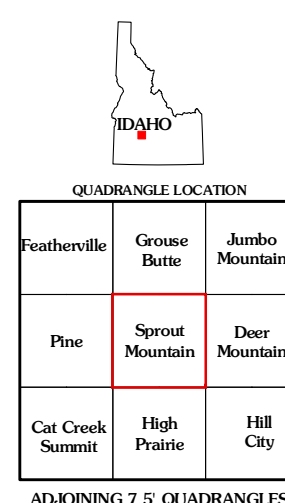 IDAHO
QUADRANGLE LOCATION
Featherville
Grouse
Butte
Jumbo
Mountain
Pine
Sprout
Mountain
Deer
Mountain
Cat Creek
Summit
High
Prairie
Hill
City
ADJOINING 7.5' QUADRANGLES